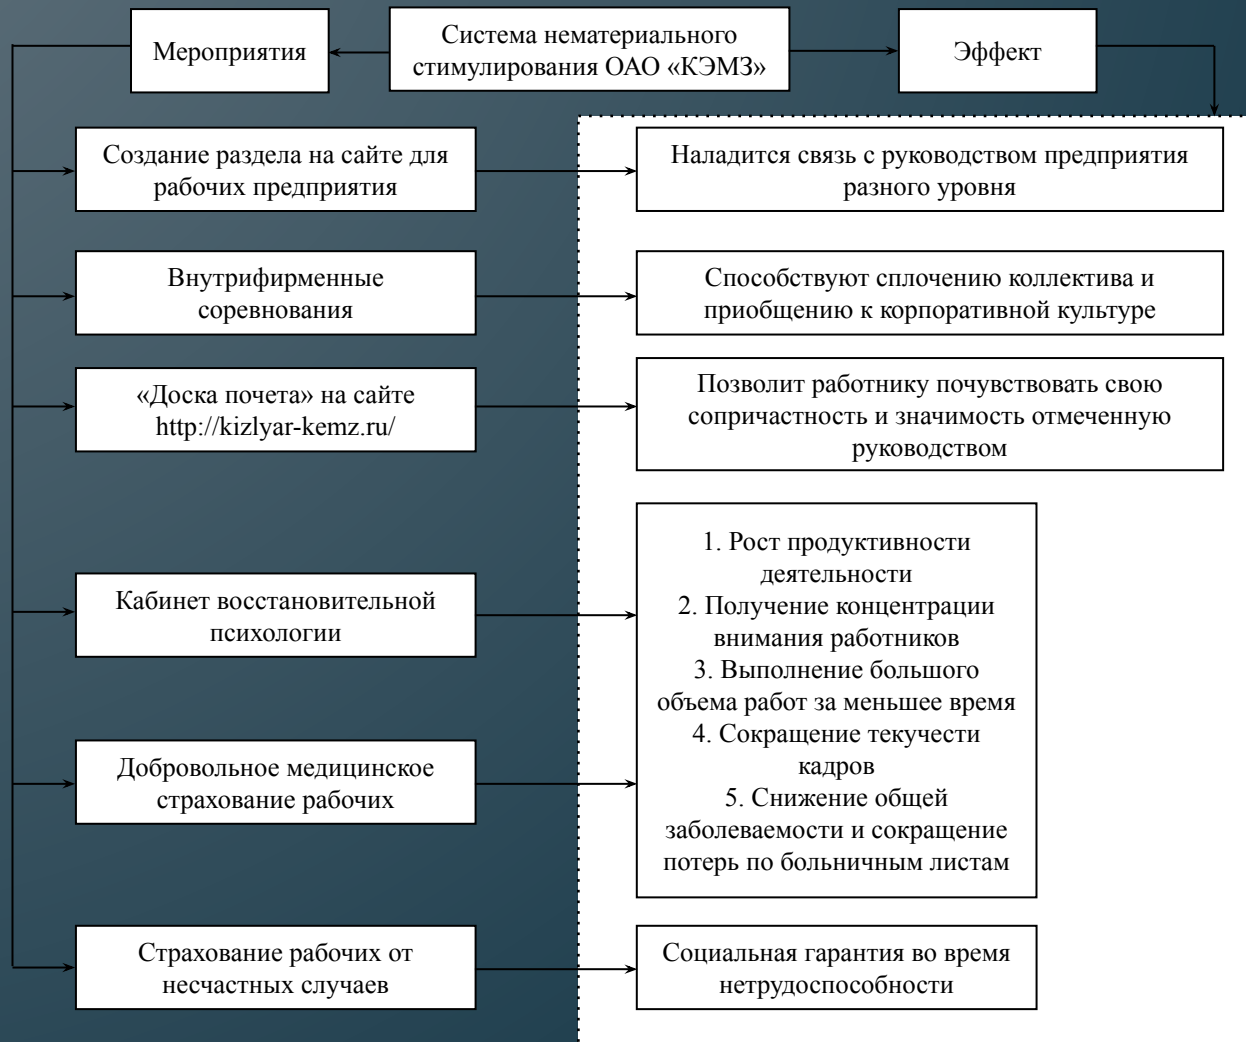 Мероприятия
Система нематериального
стимулирования ОАО «КЭМЗ»
Эффект
Создание раздела на сайте для
рабочих предприятия
Наладится связь с руководством предприятия
разного уровня
Внутрифирменные
соревнования
Способствуют сплочению коллектива и
приобщению к корпоративной культуре
«Доска почета» на сайте
http://kizlyar-kemz.ru/
Позволит работнику почувствовать свою
сопричастность и значимость отмеченную
руководством
Кабинет восстановительной
психологии
Добровольное медицинское
страхование рабочих
1. Рост продуктивности
деятельности
2. Получение концентрации
внимания работников
3. Выполнение большого
объема работ за меньшее время
4. Сокращение текучести
кадров
5. Снижение общей
заболеваемости и сокращение
потерь по больничным листам
Страхование рабочих от
несчастных случаев
Социальная гарантия во время
нетрудоспособности